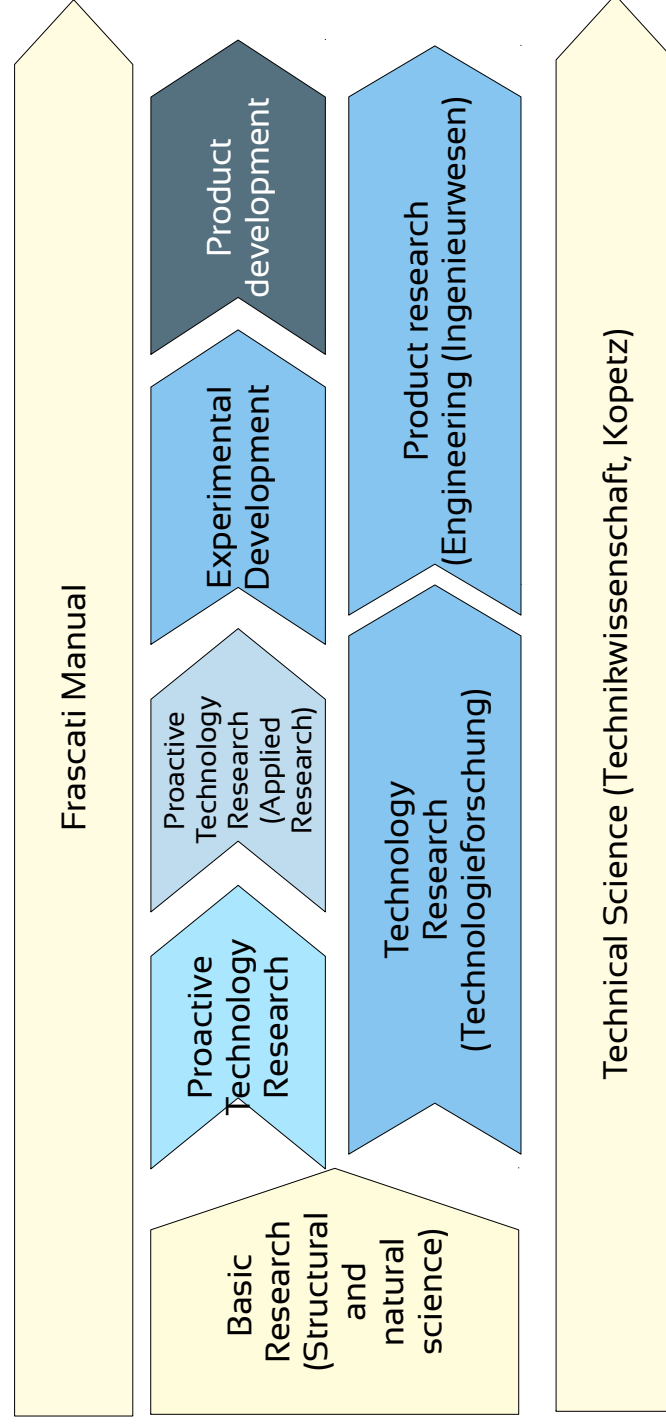 Frascati Manual
Basic
Research
(Structural
and
natural
science)
Proactive
Technology
Research
Proactive
Technology
Research
(Applied
Research)
Experimental
Development
Product
development
Technology
Research
(Technologieforschung)
Product research
(Engineering (Ingenieurwesen)
Technical Science (Technikwissenschaft, Kopetz)